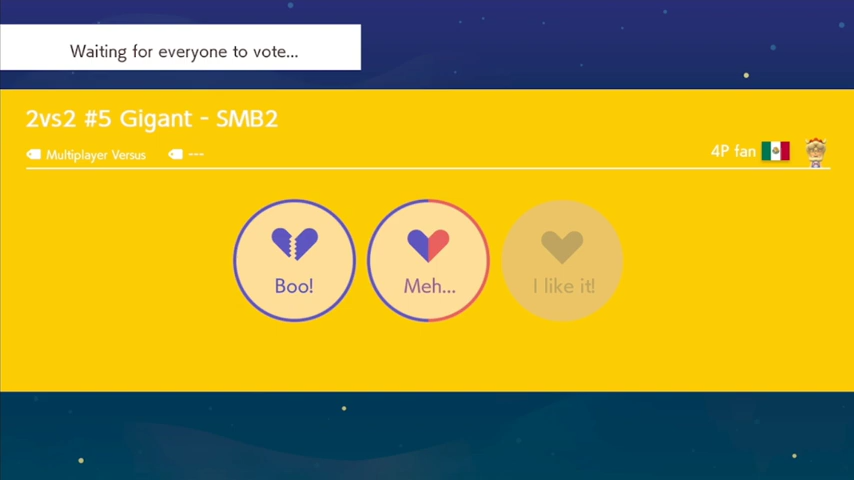 Waiting for everyone to vote...
2vs2 #5 Gigant - SMB2
Multiplayer Versus ---
4P fan
Boo!
Meh...
I like it!